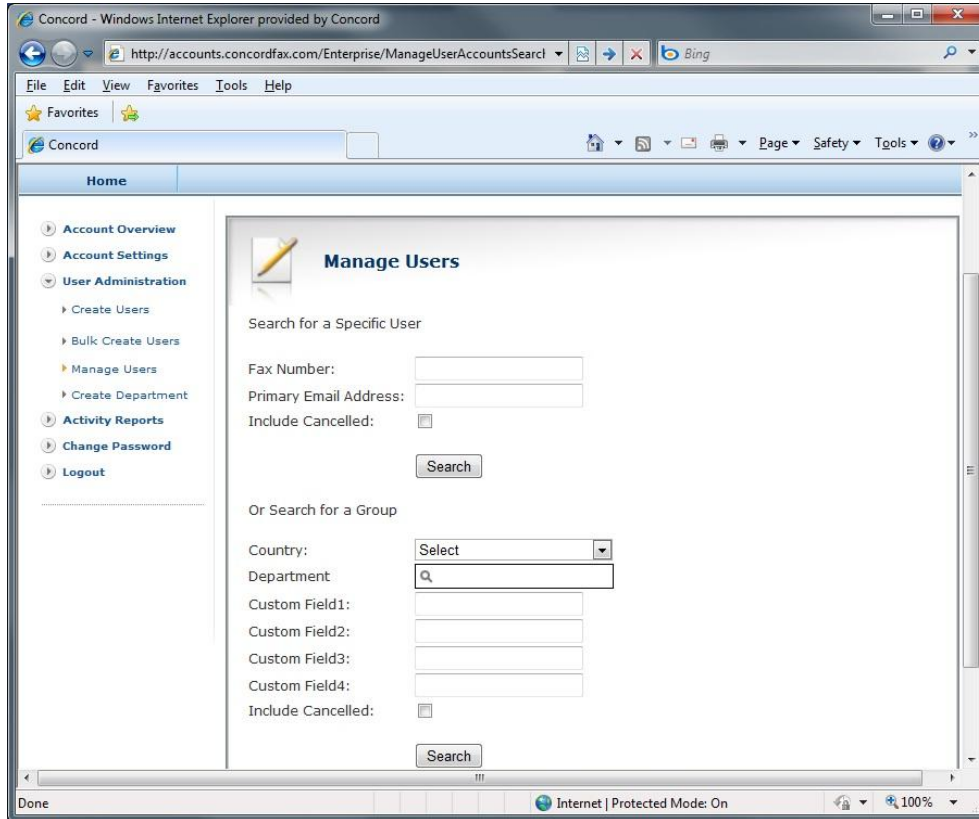 Concord - Windows Internet Explorer provided by Concord
http://accounts.concordfax.com/Enterprise/ManageUserAccountsSearch
Bing
File Edit View Favorites Tools Help
Favorites
Concord
Page Safety Tools
Home
Account Overview
Account Settings
User Administration
Create Users
Bulk Create Users
Manage Users
Create Department
Activity Reports
Change Password
Logout
Manage Users
Search for a Specific User
Fax Number:
Primary Email Address:
Include Cancelled:
Search
Or Search for a Group
Country: Select
Department
Custom Field1:
Custom Field2:
Custom Field3:
Custom Field4:
Include Cancelled:
Search
Done
Internet | Protected Mode: On
100%